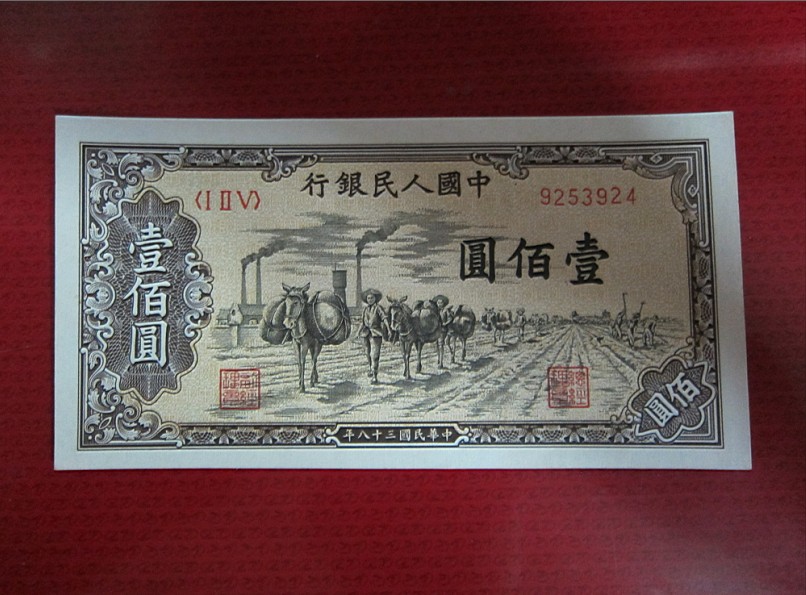 中國人民銀行
〈I II V〉
9253924
壹佰圓
壹佰圓
佰圓
中華民國三十八年